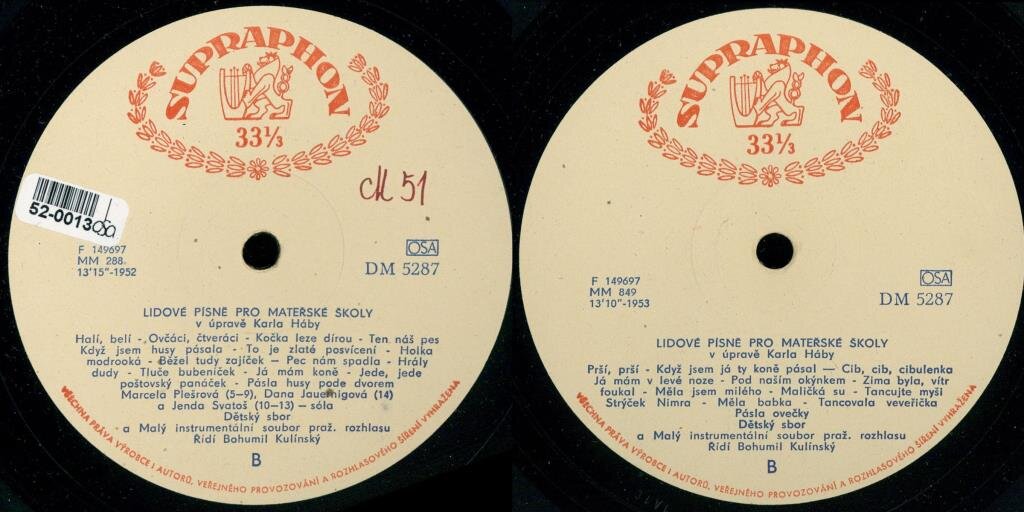 SUPRAPHON
33⅓
ch 51
52-0013
osa
F 149697
MM 288
13'15"-1952
OSA
DM 5287
LIDOVÉ PÍSNĚ PRO MATEŘSKÉ ŠKOLY
v úpravě Karla Háby
Halí, belí - Ovčáci, čtveráci - Kočka leze dírou - Ten náš pes
Když jsem husy pásala - To je zlaté posvícení - Holka
modrooká - Běžel tudy zajíček - Pec nám spadla - Hrály
dudy - Tluče bubeníček - Já mám koně - Jede, jede
poštovský panáček - Pásla husy pode dvorem
Marcela Plešrová (5-9), Dana Jauernigová (14)
a Jenda Svatoš (10-13) - sóla
Dětský sbor
a Malý instrumentální soubor praž. rozhlasu
Řídí Bohumil Kulínský
B
VŠECHNA PRÁVA VÝROBCE I AUTORŮ, VEŘEJNÉHO PROVOZOVÁNÍ A ROZHLASOVÉHO ŠÍŘENÍ VYHRAŽENA
SUPRAPHON
33⅓
F 149697
MM 849
13'10"-1953
OSA
DM 5287
LIDOVÉ PÍSNĚ PRO MATEŘSKÉ ŠKOLY
v úpravě Karla Háby
Prší, prší - Když jsem já ty koně pásal - Cib, cib, cibulenka
Já mám v levé noze - Pod naším okýnkem - Zima byla, vítr
foukal - Měla jsem milého - Maličká su - Tancujte myši
Strýček Nimra - Měla babka - Tancovala veveřička
Pásla ovečky
Dětský sbor
a Malý instrumentální soubor praž. rozhlasu
Řídí Bohumil Kulínský
B
VŠECHNA PRÁVA VÝROBCE I AUTORŮ, VEŘEJNÉHO PROVOZOVÁNÍ A ROZHLASOVÉHO ŠÍŘENÍ VYHRAŽENA